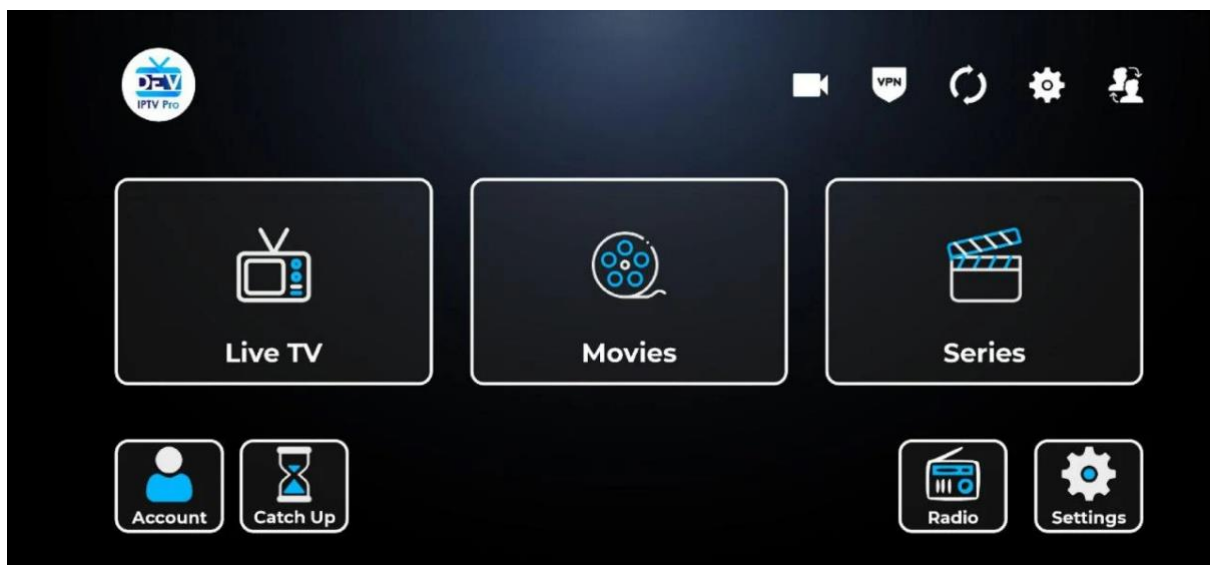 DEV
IPTV Pro
VPN
Live TV
Movies
Series
Account
Catch Up
Radio
Settings